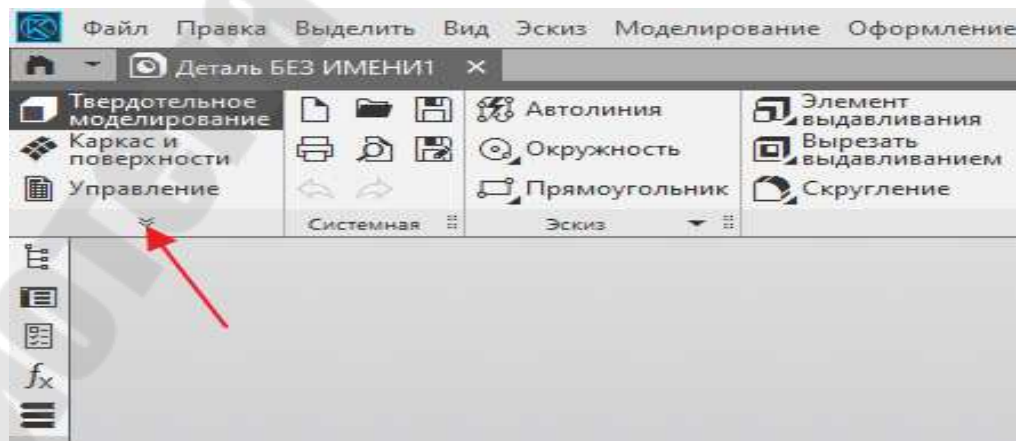 Файл Правка Выделить Вид Эскиз Моделирование Оформление
Деталь БЕЗ ИМЕНИ1
Твердотельное
моделирование
Каркас и
поверхности
Управление
Системная
Автолиния
Окружность
Прямоугольник
Эскиз
Элемент
выдавливания
Вырезать
выдавливанием
Скругление
fx